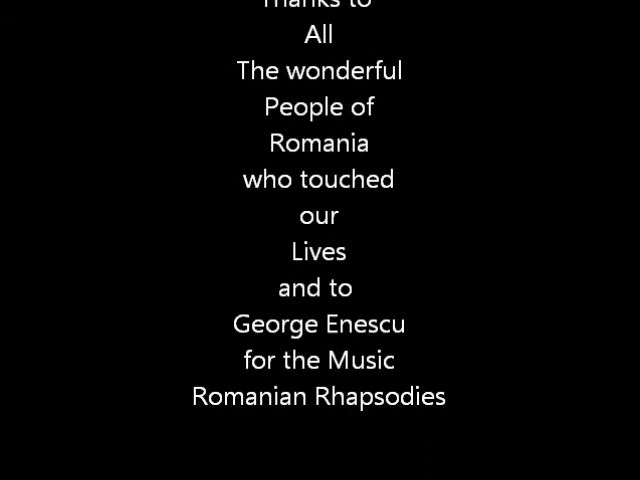 Thanks to
All
The wonderful
People of
Romania
who touched
our
Lives
and to
George Enescu
for the Music
Romanian Rhapsodies